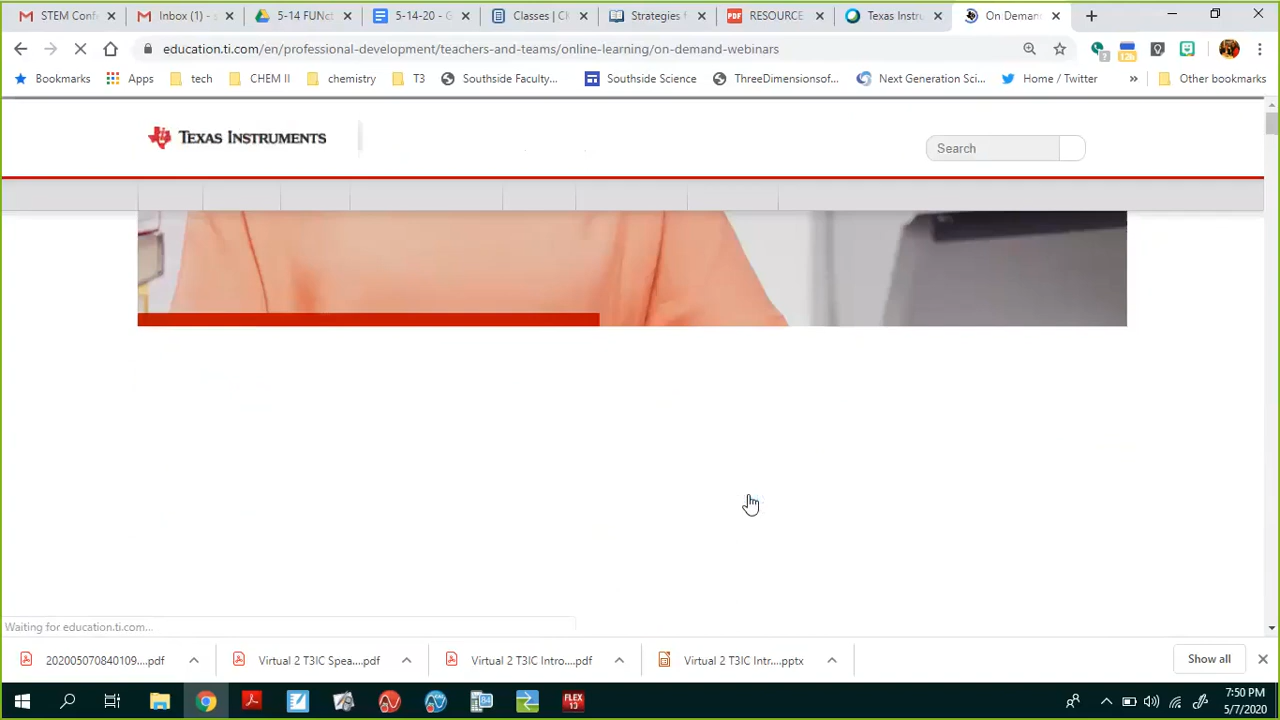 STEM Conf
Inbox (1) - s
5-14 FUNct
5-14-20 - G
Classes | Ck
Strategies f
RESOURCE
Texas Instru
On Deman
education.ti.com/en/professional-development/teachers-and-teams/online-learning/on-demand-webinars
Bookmarks
Apps
tech
CHEM II
chemistry
T3
Southside Faculty...
Southside Science
ThreeDimensionsof...
Next Generation Sci...
Home / Twitter
»
Other bookmarks
TEXAS INSTRUMENTS
Search
Waiting for education.ti.com...
202005070840109....pdf
Virtual 2 T3IC Spea....pdf
Virtual 2 T3IC Intro....pdf
Virtual 2 T3IC Intr....pptx
Show all
7:50 PM
5/7/2020